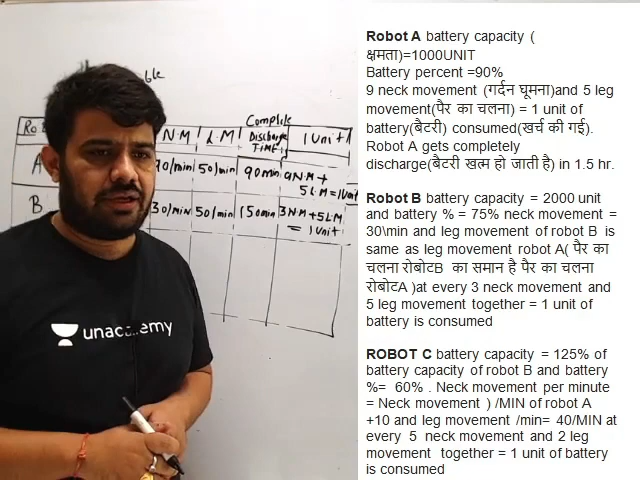 Complete
N.M L.M Discharge TIME 1 Unit
A 90/min 50/min 90min 9NM+
5LM=1Unit
B 30/min 50/min 150min 3NM+5LM
= 1Unit
unacademy
Robot A battery capacity (
क्षमता)=1000UNIT
Battery percent =90%
9 neck movement (गर्दन घूमना)and 5 leg
movement(पैर का चलना) = 1 unit of
battery(बैटरी) consumed(खर्च की गई).
Robot A gets completely
discharge(बैटरी खत्म हो जाती है) in 1.5 hr.
Robot B battery capacity = 2000 unit
and battery % = 75% neck movement =
30\min and leg movement of robot B is
same as leg movement robot A( पैर का
चलना रोबोटB का समान है पैर का चलना
रोबोटA )at every 3 neck movement and
5 leg movement together = 1 unit of
battery is consumed
ROBOT C battery capacity = 125% of
battery capacity of robot B and battery
%= 60% . Neck movement per minute
= Neck movement ) /MIN of robot A
+10 and leg movement /min= 40/MIN at
every 5 neck movement and 2 leg
movement together = 1 unit of battery
is consumed